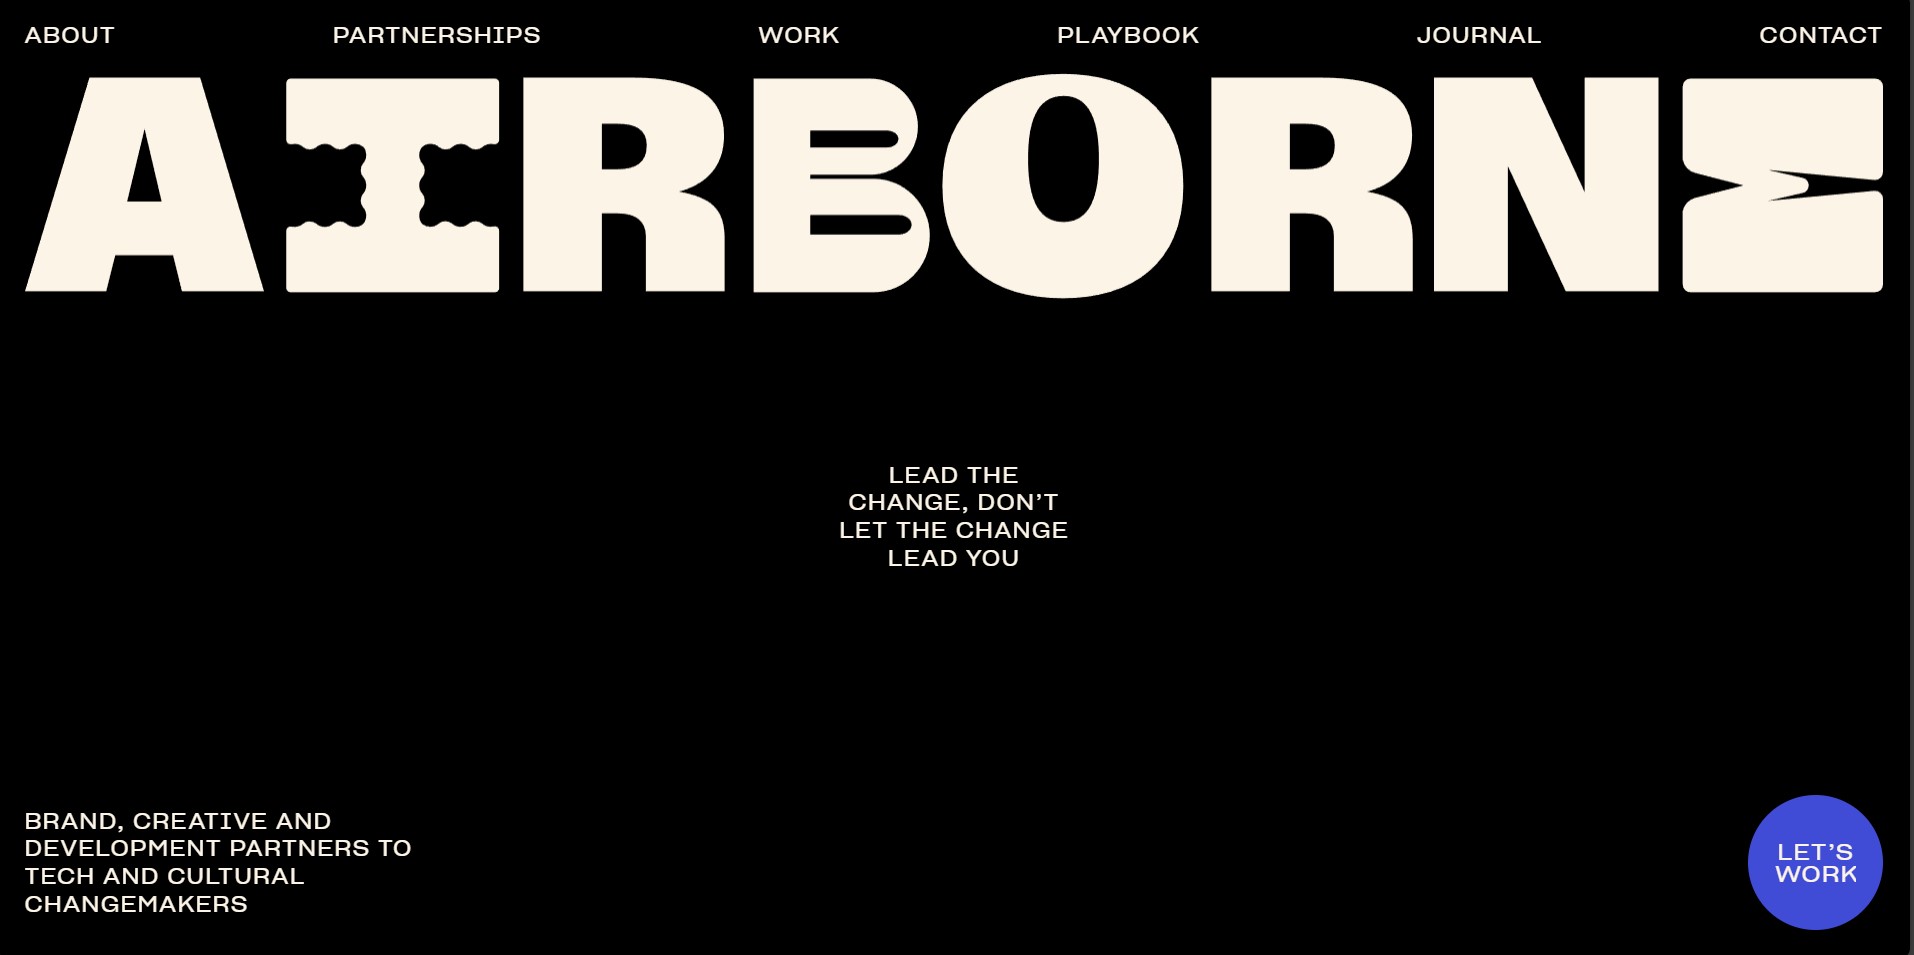 ABOUT PARTNERSHIPS WORK PLAYBOOK JOURNAL CONTACT
AIRBORNE
LEAD THE
CHANGE, DON’T
LET THE CHANGE
LEAD YOU
BRAND, CREATIVE AND
DEVELOPMENT PARTNERS TO
TECH AND CULTURAL
CHANGEMAKERS
LET’S
WORK